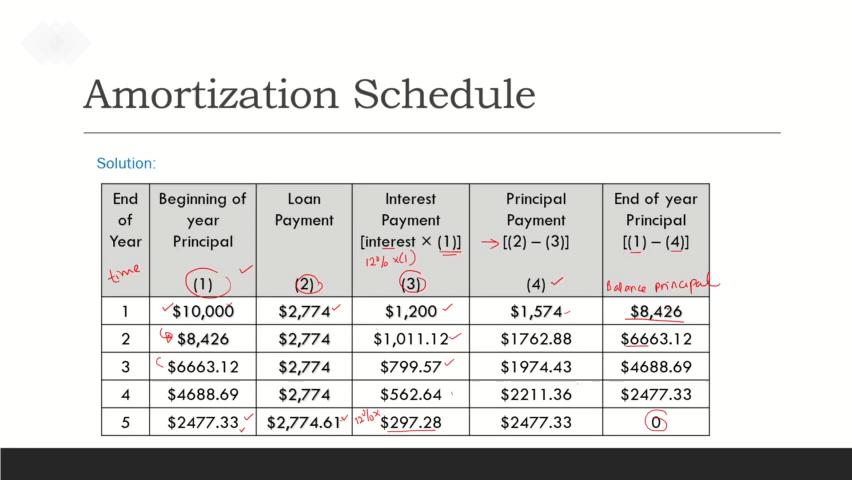 Amortization Schedule
Solution:
End of Year
Beginning of year Principal
Loan Payment
Interest Payment [interest × (1)]
Principal Payment [(2) – (3)]
End of year Principal [(1) – (4)]
time
12% ×(1)
(1) (2) (3) (4) Balance principal
1 $10,000 $2,774 $1,200 $1,574 $8,426
2 $8,426 $2,774 $1,011.12 $1762.88 $6663.12
3 $6663.12 $2,774 $799.57 $1974.43 $4688.69
4 $4688.69 $2,774 $562.64 $2211.36 $2477.33
5 $2477.33 $2,774.61 12%× $297.28 $2477.33 0